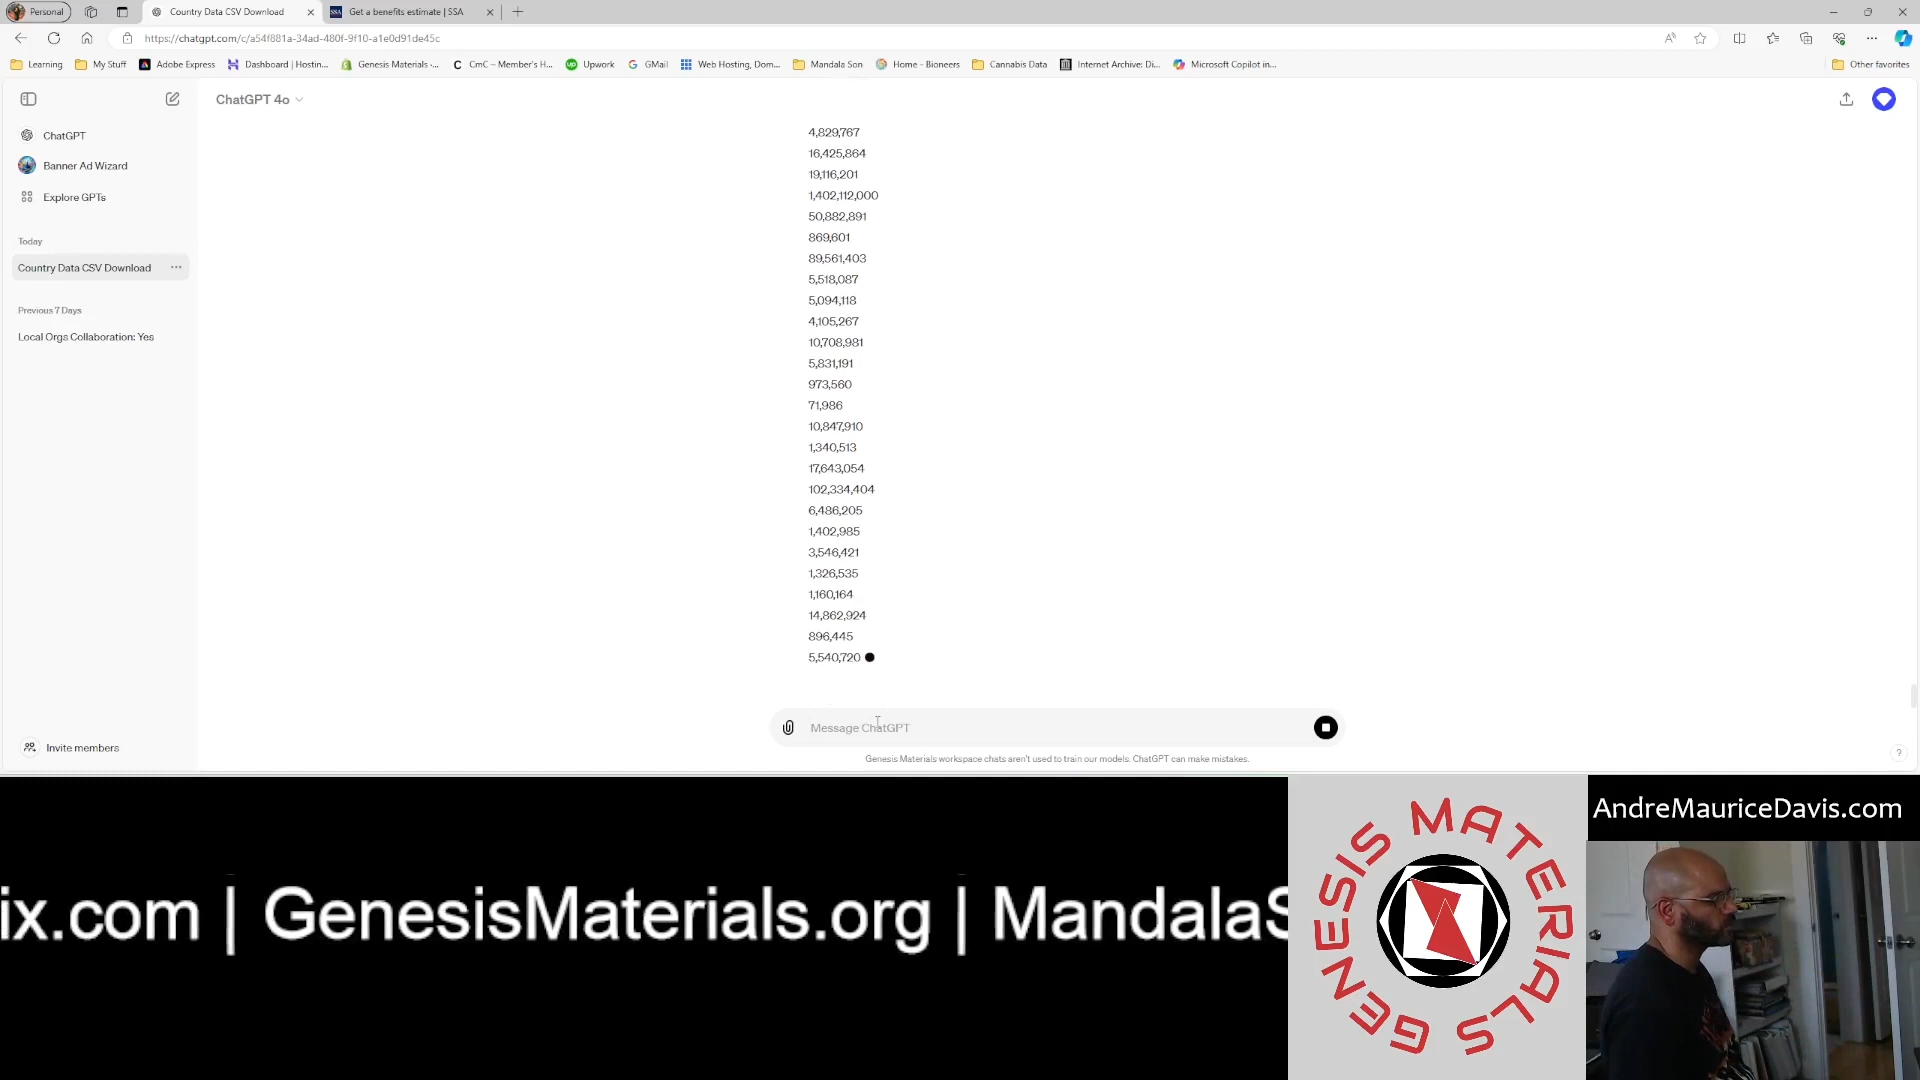 Personal
Country Data CSV Download
SSA
Get a benefits estimate | SSA
https://chatgpt.com/c/a54f881a-34ad-480f-9f10-a1e0d91de45c
Learning
My Stuff
Adobe Express
Dashboard | Hostin...
Genesis Materials -...
CmC – Member's H...
Upwork
GMail
Web Hosting, Dom...
Mandala Son
Home - Bioneers
Cannabis Data
Internet Archive: Di...
Microsoft Copilot in...
Other favorites
ChatGPT 4o
ChatGPT
Banner Ad Wizard
Explore GPTs
Today
Country Data CSV Download
Previous 7 Days
Local Orgs Collaboration: Yes
Invite members
4,829,767
16,425,864
19,116,201
1,402,112,000
50,882,891
869,601
89,561,403
5,518,087
5,094,118
4,105,267
10,708,981
5,831,191
973,560
71,986
10,847,910
1,340,513
17,643,054
102,334,404
6,486,205
1,402,985
3,546,421
1,326,535
1,160,164
14,862,924
896,445
5,540,720
Message ChatGPT
Genesis Materials workspace chats aren't used to train our models. ChatGPT can make mistakes.
?
ix.com | GenesisMaterials.org | MandalaS
GENESIS MATERIALS
AndreMauriceDavis.com